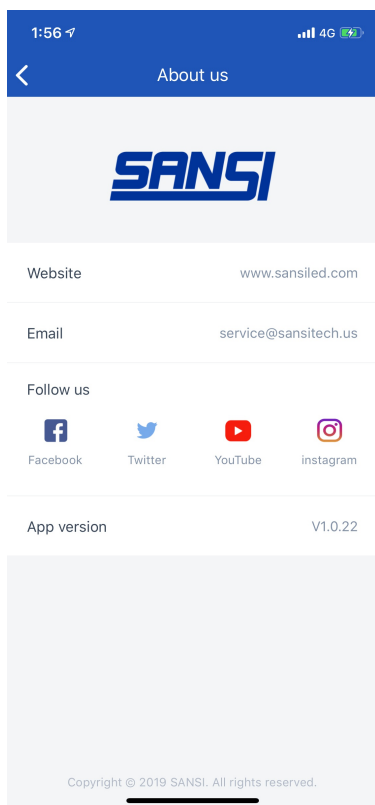 1:56 4G
About us
SANSI
Website www.sansiled.com
Email service@sansitech.us
Follow us
Facebook Twitter YouTube instagram
App version V1.0.22
Copyright © 2019 SANSI. All rights reserved.